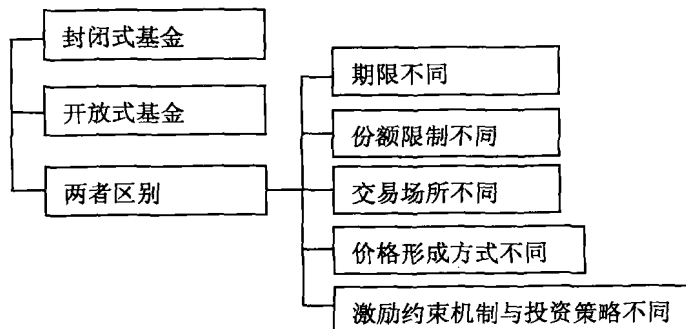 封闭式基金
开放式基金
两者区别
期限不同
份额限制不同
交易场所不同
价格形成方式不同
激励约束机制与投资策略不同